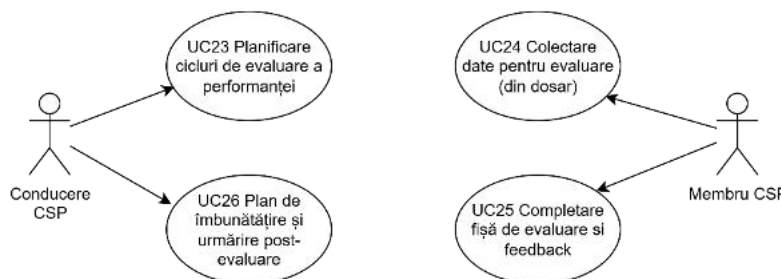 UC23 Planificare
cicluri de evaluare a
performanței
UC24 Colectare
date pentru evaluare
(din dosar)
Conducere
CSP
Membru CSP
UC26 Plan de
îmbunătățire și
urmărire post-
evaluare
UC25 Completare
fișă de evaluare si
feedback